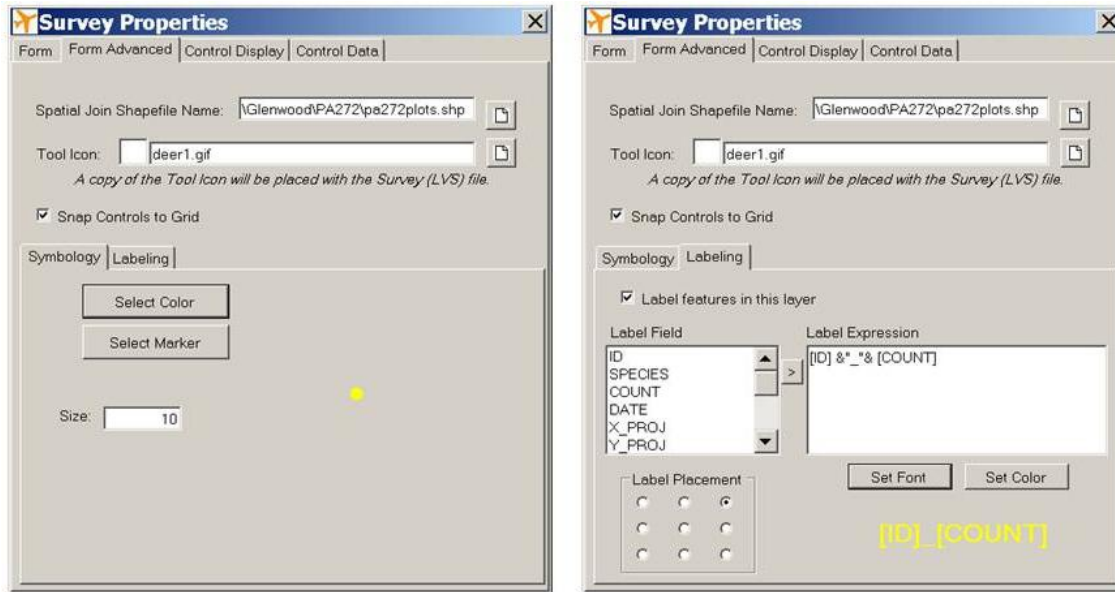 Survey Properties
Form Form Advanced Control Display Control Data
Spatial Join Shapefile Name: \Glenwood\PA272\pa272plots.shp
Tool Icon: deer1.gif
A copy of the Tool Icon will be placed with the Survey (LVS) file.
Snap Controls to Grid
Symbology Labeling
Select Color
Select Marker
Size: 10
Survey Properties
Form Form Advanced Control Display Control Data
Spatial Join Shapefile Name: \Glenwood\PA272\pa272plots.shp
Tool Icon: deer1.gif
A copy of the Tool Icon will be placed with the Survey (LVS) file.
Snap Controls to Grid
Symbology Labeling
Label features in this layer
Label Field
ID
SPECIES
COUNT
DATE
X_PROJ
Y_PROJ
>
Label Expression
[ID] &"_"& [COUNT]
Set Font Set Color
Label Placement
[ID]_[COUNT]